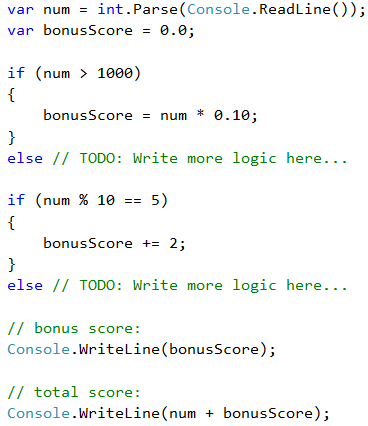 var num = int.Parse(Console.ReadLine());
var bonusScore = 0.0;
if (num > 1000)
{
    bonusScore = num * 0.10;
}
else // TODO: Write more logic here...
if (num % 10 == 5)
{
    bonusScore += 2;
}
else // TODO: Write more logic here...
// bonus score:
Console.WriteLine(bonusScore);
// total score:
Console.WriteLine(num + bonusScore);